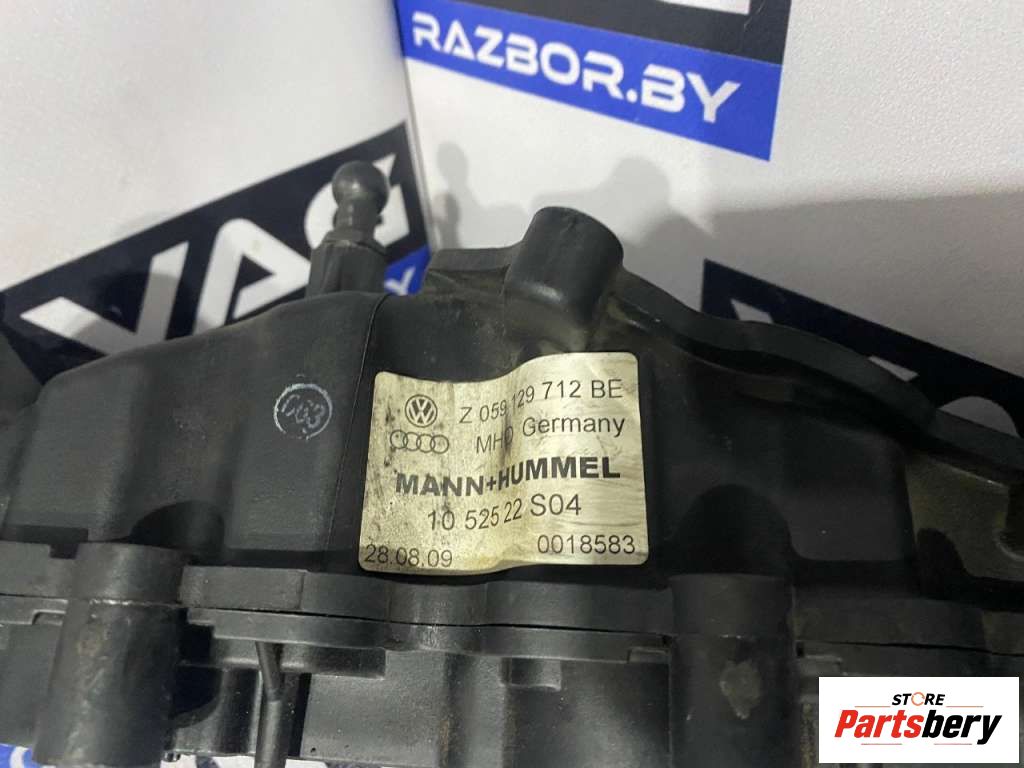 RAZBOR.BY
VAG
003
Z 059 129 712 BE
MHD Germany
MANN+HUMMEL
10 525 22 S04
28.08.09
0018583
STORE
Partsbery